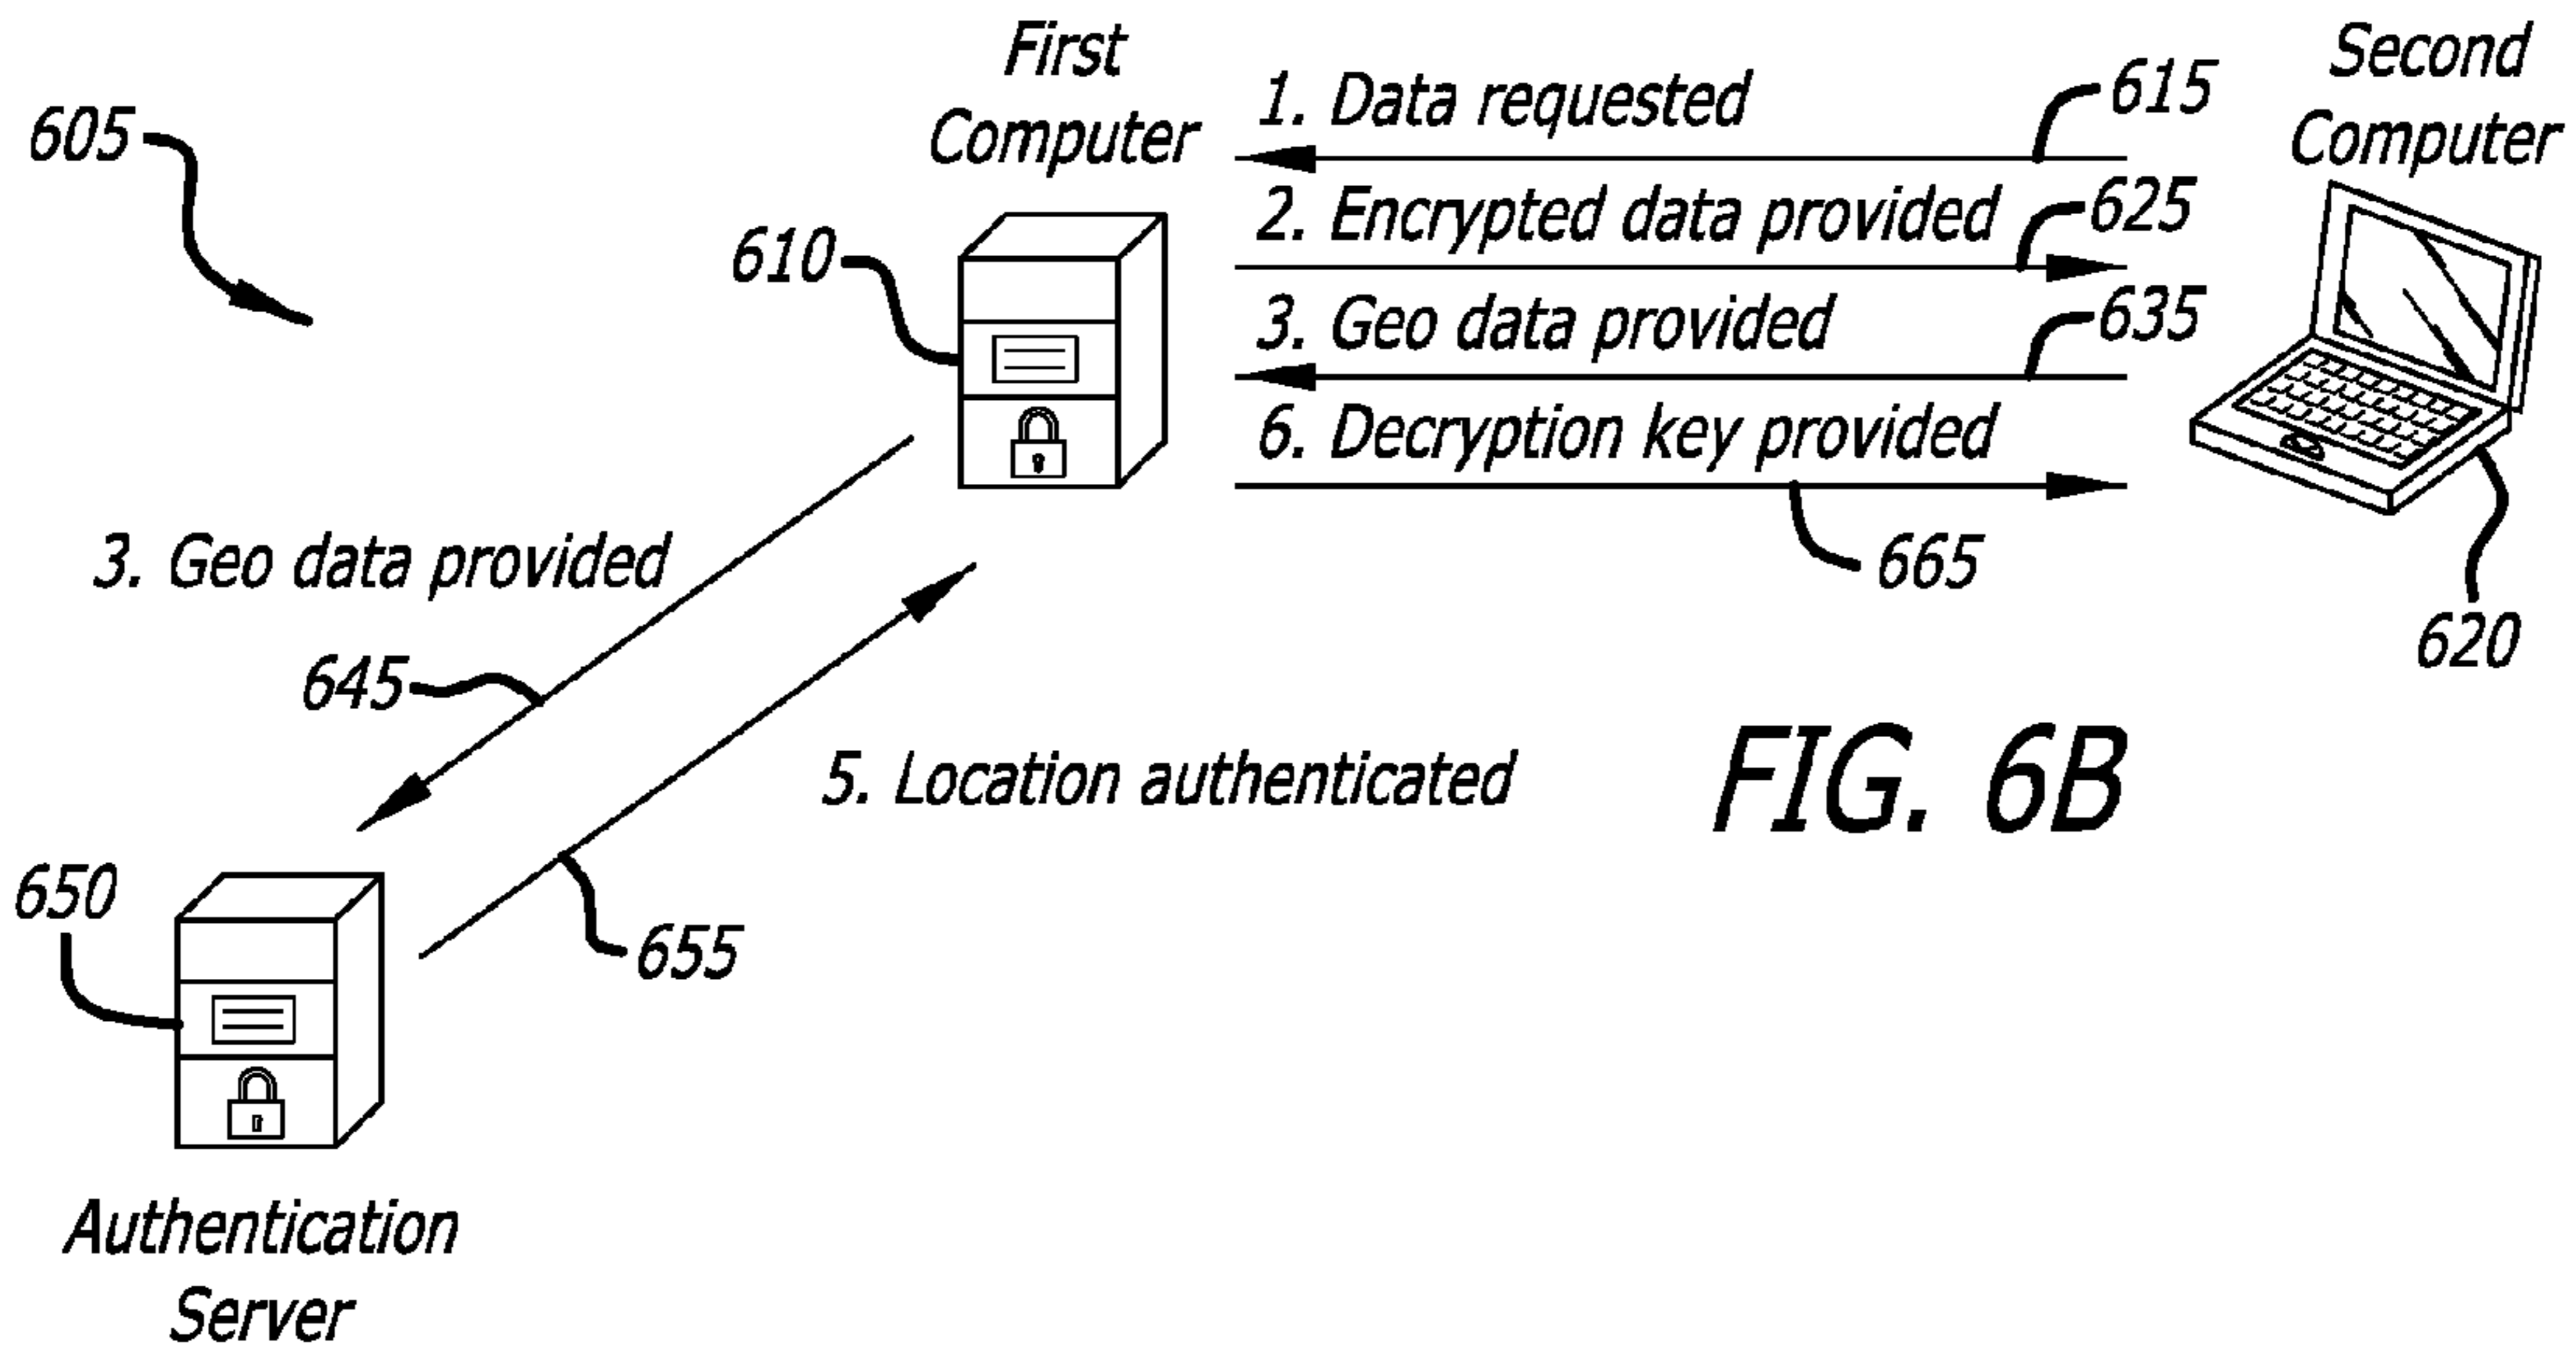 605
First
Computer
610
1. Data requested
615
2. Encrypted data provided
625
3. Geo data provided
635
6. Decryption key provided
665
Second
Computer
620
3. Geo data provided
645
5. Location authenticated
655
650
Authentication
Server
FIG. 6B